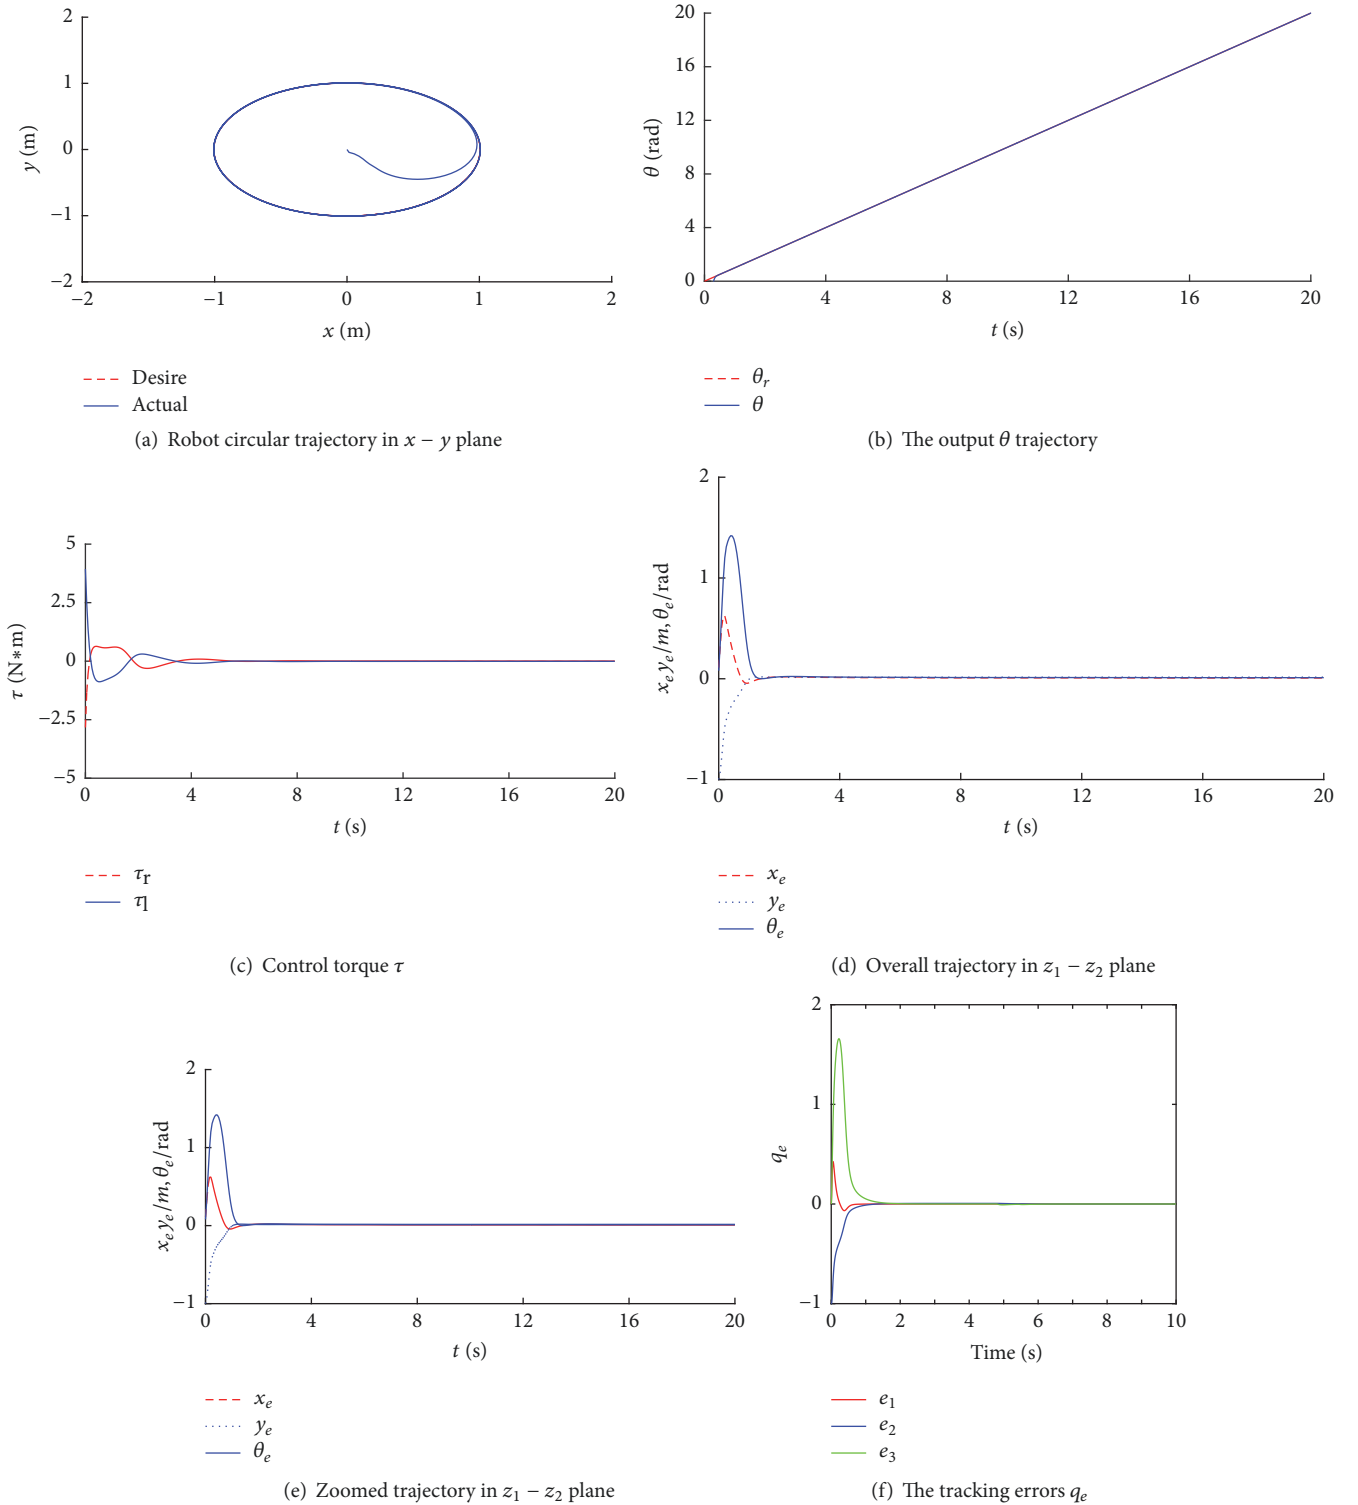 2
1
0
−1
−2
y (m)
−2 −1 0 1 2
x (m)
Desire
Actual
(a) Robot circular trajectory in x − y plane
20
16
12
8
4
0
θ (rad)
0 4 8 12 16 20
t (s)
θr
θ
(b) The output θ trajectory
5
2.5
0
−2.5
−5
τ (N∗m)
0 4 8 12 16 20
t (s)
τr
τl
(c) Control torque τ
2
1
0
−1
xe ye/m, θe/rad
0 4 8 12 16 20
t (s)
xe
ye
θe
(d) Overall trajectory in z1 − z2 plane
2
1
0
−1
xe ye/m, θe/rad
0 4 8 12 16 20
t (s)
xe
ye
θe
(e) Zoomed trajectory in z1 − z2 plane
2
1
0
−1
qe
0 2 4 6 8 10
Time (s)
e1
e2
e3
(f) The tracking errors qe